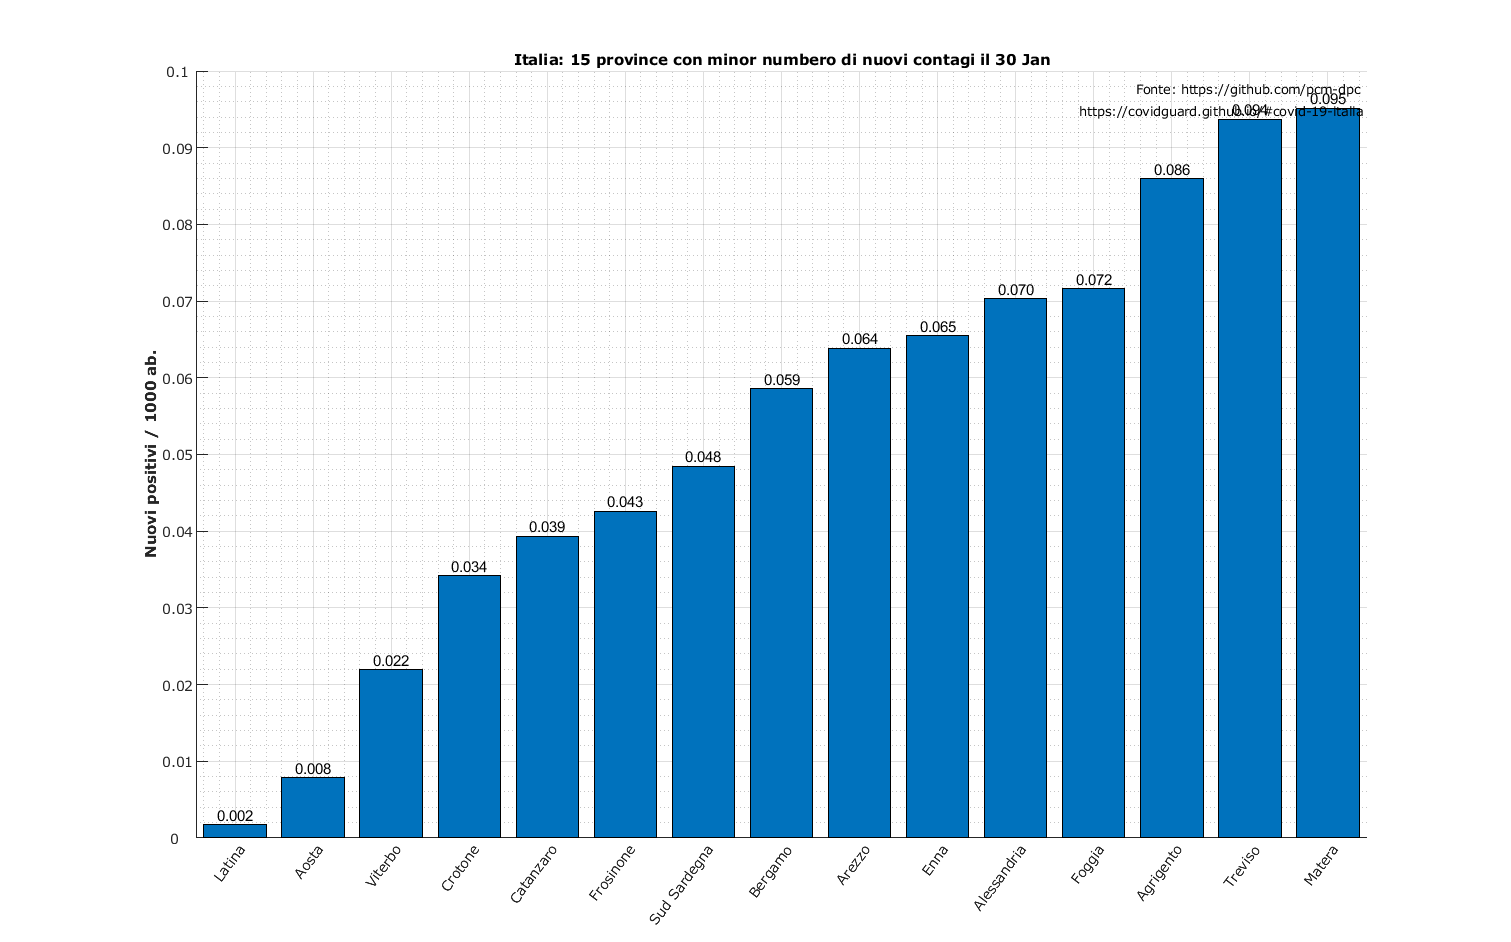 Italia: 15 province con minor numbero di nuovi contagi il 30 Jan
Fonte: https://github.com/pcm-dpc
https://covidguard.github.io/#covid-19-italia
Nuovi positivi / 1000 ab.
0.1
0.09
0.08
0.07
0.06
0.05
0.04
0.03
0.02
0.01
0
0.002
0.008
0.022
0.034
0.039
0.043
0.048
0.059
0.064
0.065
0.070
0.072
0.086
0.094
0.095
Latina
Aosta
Viterbo
Crotone
Catanzaro
Frosinone
Sud Sardegna
Bergamo
Arezzo
Enna
Alessandria
Foggia
Agrigento
Treviso
Matera